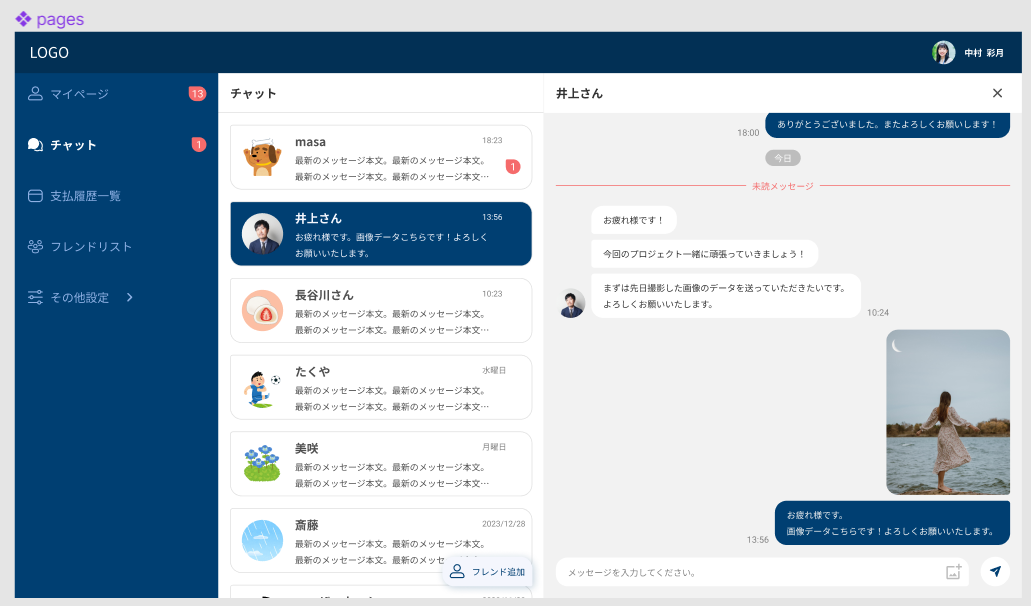 pages
LOGO
中村 彩月
マイページ
13
チャット
1
支払履歴一覧
フレンドリスト
その他設定
チャット
masa
18:23
最新のメッセージ本文。最新のメッセージ本文。
最新のメッセージ本文。最新のメッセージ本文…
1
井上さん
13:56
お疲れ様です。画像データこちらです！よろしく
お願いいたします。
長谷川さん
10:23
最新のメッセージ本文。最新のメッセージ本文。
最新のメッセージ本文。最新のメッセージ本文…
たくや
水曜日
最新のメッセージ本文。最新のメッセージ本文。
最新のメッセージ本文。最新のメッセージ本文…
美咲
月曜日
最新のメッセージ本文。最新のメッセージ本文。
最新のメッセージ本文。最新のメッセージ本文…
斎藤
2023/12/28
最新のメッセージ本文。最新のメッセージ本文。
最新のメッセージ本文。最新のメッセージ
フレンド追加
井上さん
ありがとうございました。またよろしくお願いします！
18:00
今日
未読メッセージ
お疲れ様です！
今回のプロジェクト一緒に頑張っていきましょう！
まずは先日撮影した画像のデータを送っていただきたいです。
よろしくお願いいたします。
10:24
お疲れ様です。
画像データこちらです！よろしくお願いいたします。
13:56
メッセージを入力してください。